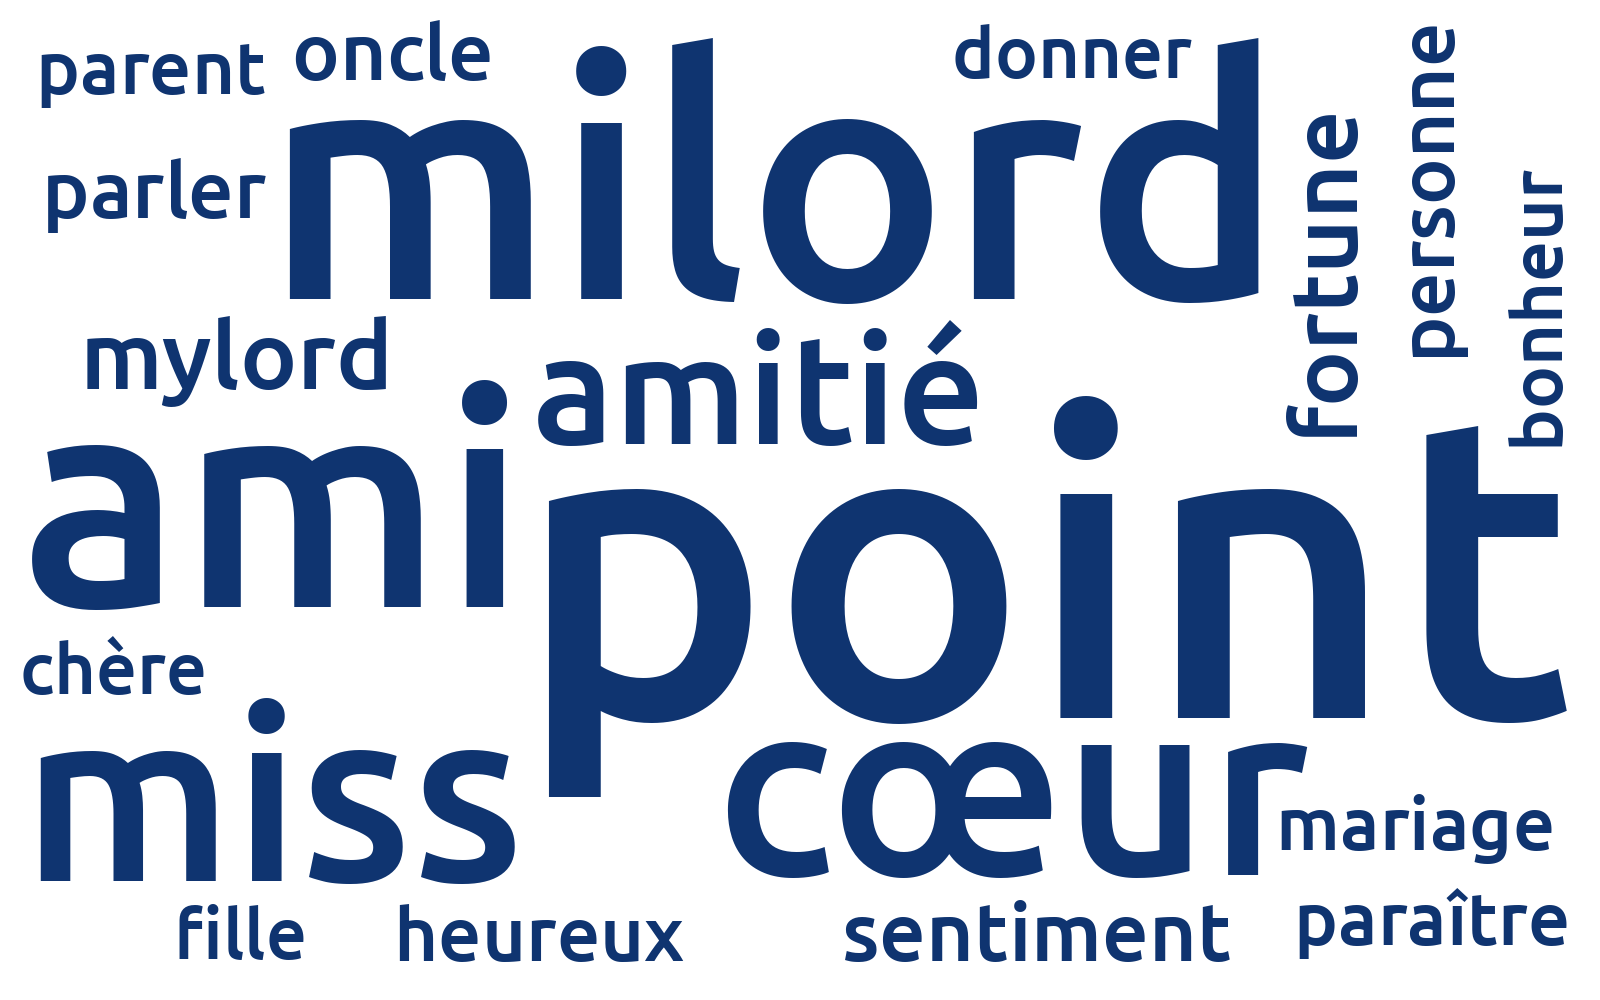 parent
oncle
donner
milord
parler
fortune
personne
bonheur
mylord
amitié
ami
point
chère
miss
cœur
mariage
fille
heureux
sentiment
paraître